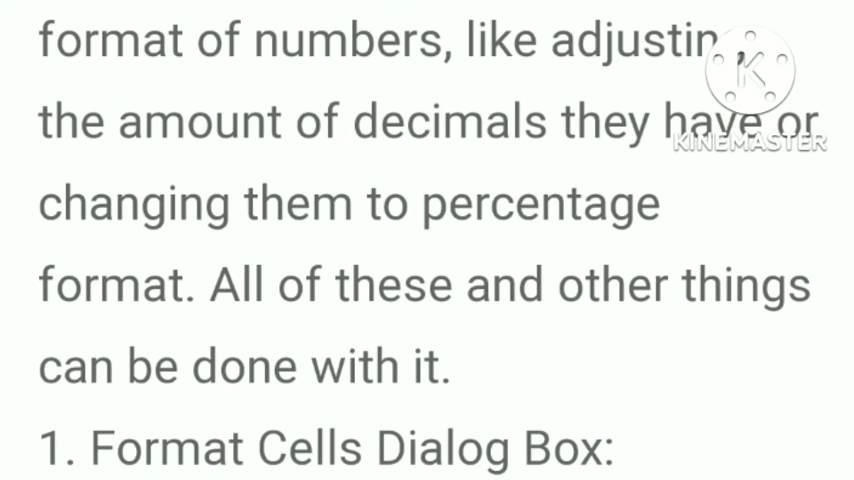 format of numbers, like adjusting
the amount of decimals they have or
changing them to percentage
format. All of these and other things
can be done with it.
1. Format Cells Dialog Box:
KINEMASTER